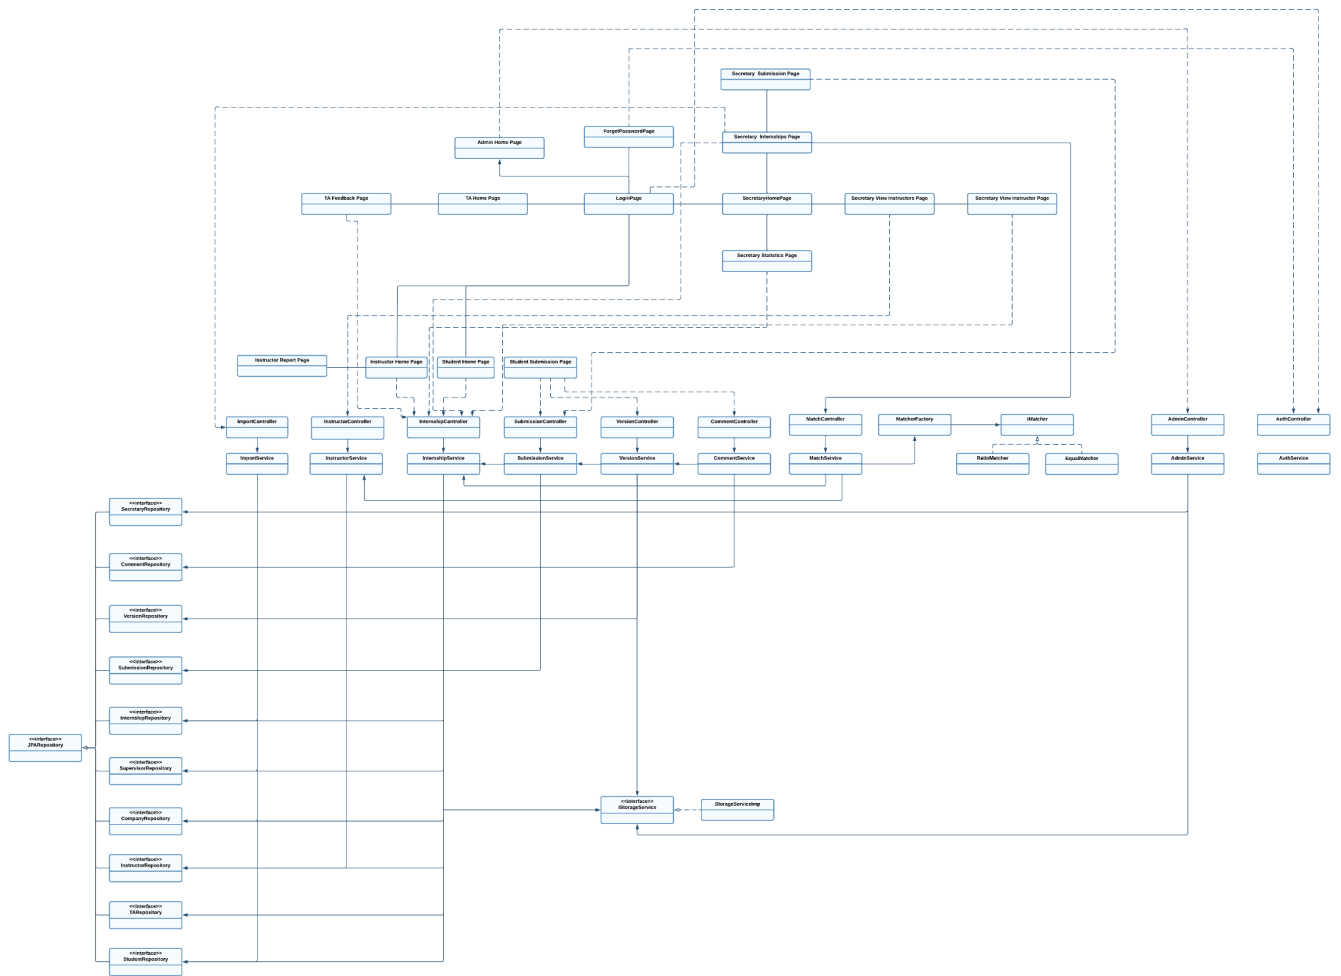 Secretary  Submission Page
ForgetPasswordPage
Secretary  Internships Page
Admin Home Page
TA Feedback Page
TA Home Page
LoginPage
SecretaryHomePage
Secretary View Instructors Page
Secretary View Instructor Page
Secretary Statistics Page
Instructor Report Page
Instructor Home Page
Student Home Page
Student Submission Page
ImportController
InstructorController
InternshipController
SubmissionController
VersionController
CommentController
MatchController
MatcherFactory
IMatcher
AdminController
AuthController
ImportService
InstructorService
InternshipService
SubmissionService
VersionService
CommentService
MatchService
RatioMatcher
EqualMatcher
AdminService
AuthService
<<interface>>
SecretaryRepository
<<interface>>
CommentRepository
<<interface>>
VersionRepository
<<interface>>
SubmissionRepository
<<interface>>
InternshipRepository
<<interface>>
JPARepository
<<interface>>
SupervisorRepository
<<interface>>
IStorageService
StorageServiceImp
<<interface>>
CompanyRepository
<<interface>>
InstructorRepository
<<interface>>
TARepository
<<interface>>
StudentRepository